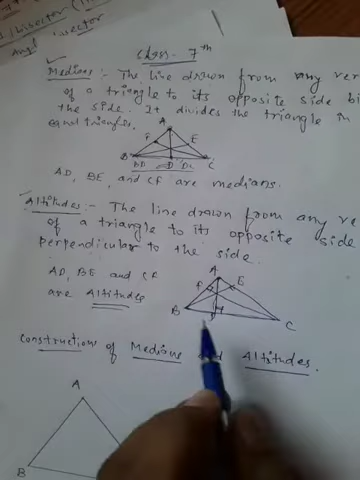 Class - 7th
Medians :- The line drawn from any ver
of a triangle to its opposite side bi
the side. It divides the triangle in
equal triangles.
A
F E
B D C
AD, BE, and CF are medians.
Altitudes :- The line drawn from any ve
of a triangle to its opposite side
perpendicular to the side.
AD, BE and CF
are Altitudes
A
F E
B
C
Constructions of Medians and Altitudes.
A
B